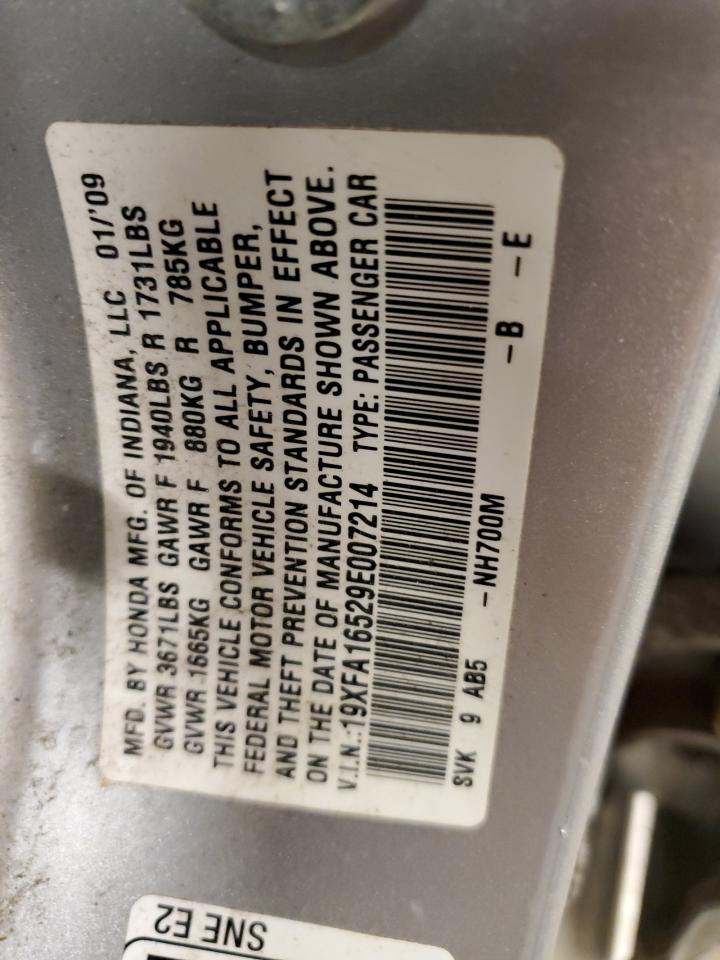 MFD. BY HONDA MFG. OF INDIANA, LLC 01/'09
GVWR 3671LBS GAWR F 1940LBS R 1731LBS
GVWR 1665KG GAWR F 880KG R 785KG
THIS VEHICLE CONFORMS TO ALL APPLICABLE
FEDERAL MOTOR VEHICLE SAFETY, BUMPER,
AND THEFT PREVENTION STANDARDS IN EFFECT
ON THE DATE OF MANUFACTURE SHOWN ABOVE.
V.I.N.:19XFA16529E007214 TYPE: PASSENGER CAR
SVK 9 AB5 -NH700M -B -E
SNE E2